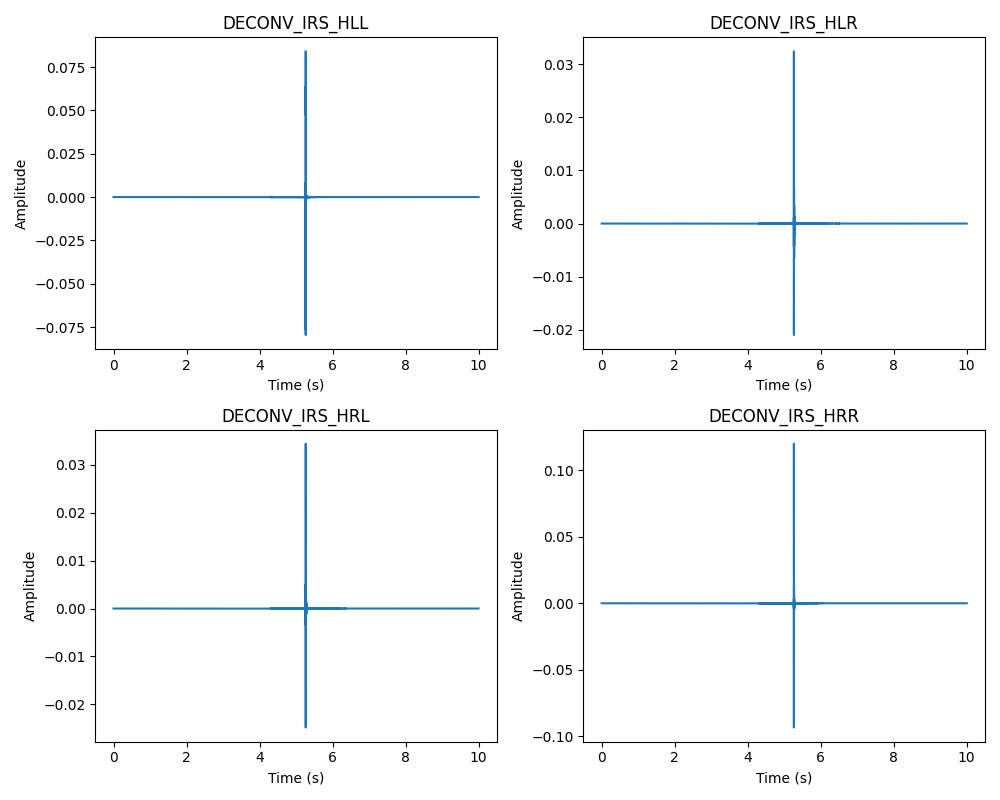 DECONV_IRS_HLL
0.075
0.050
0.025
0.000
−0.025
−0.050
−0.075
Amplitude
0 2 4 6 8 10
Time (s)
DECONV_IRS_HLR
0.03
0.02
0.01
0.00
−0.01
−0.02
Amplitude
0 2 4 6 8 10
Time (s)
DECONV_IRS_HRL
0.03
0.02
0.01
0.00
−0.01
−0.02
Amplitude
0 2 4 6 8 10
Time (s)
DECONV_IRS_HRR
0.10
0.05
0.00
−0.05
−0.10
Amplitude
0 2 4 6 8 10
Time (s)